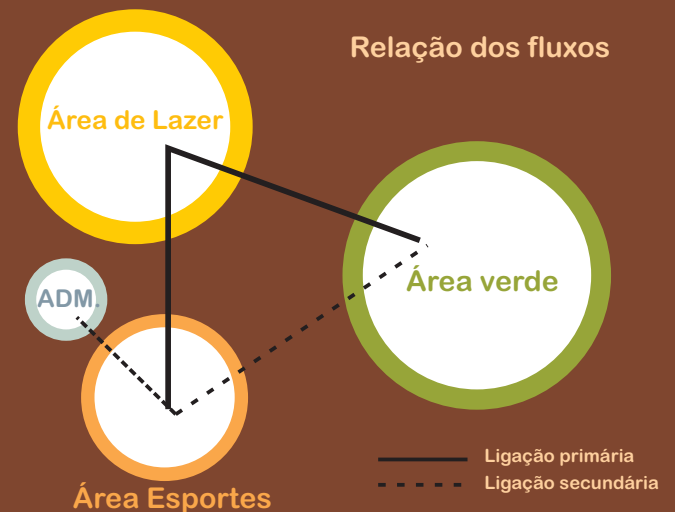 Relação dos fluxos
Área de Lazer
Área verde
ADM.
Área Esportes
Ligação primária
Ligação secundária